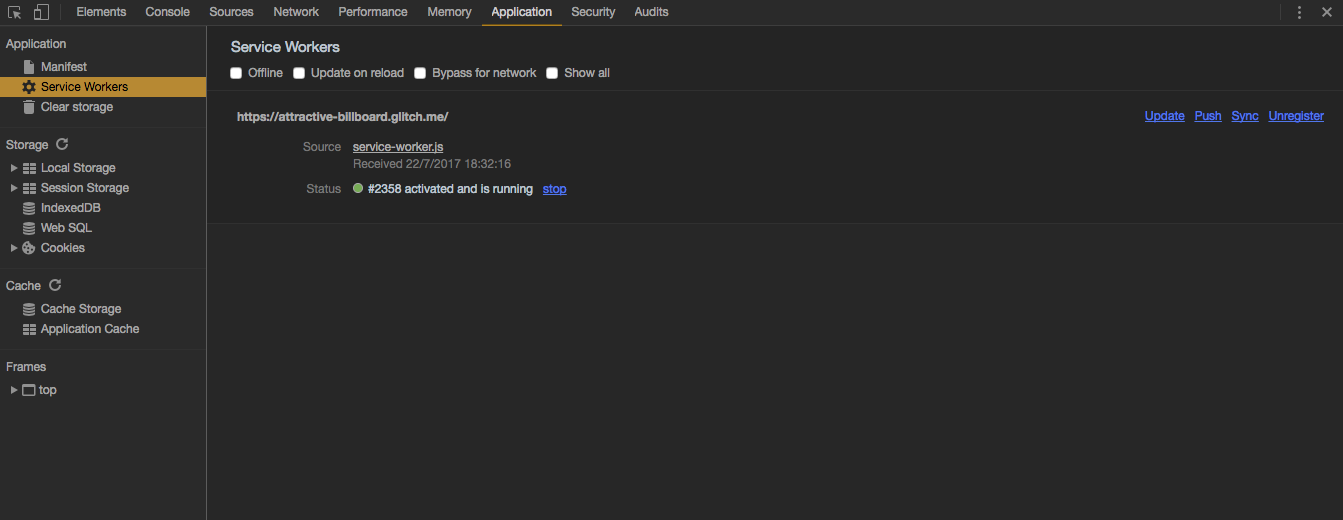 Elements Console Sources Network Performance Memory Application Security Audits
Application
Manifest
Service Workers
Clear storage
Storage
Local Storage
Session Storage
IndexedDB
Web SQL
Cookies
Cache
Cache Storage
Application Cache
Frames
top
Service Workers
Offline Update on reload Bypass for network Show all
https://attractive-billboard.glitch.me/ Update Push Sync Unregister
Source service-worker.js
Received 22/7/2017 18:32:16
Status #2358 activated and is running stop